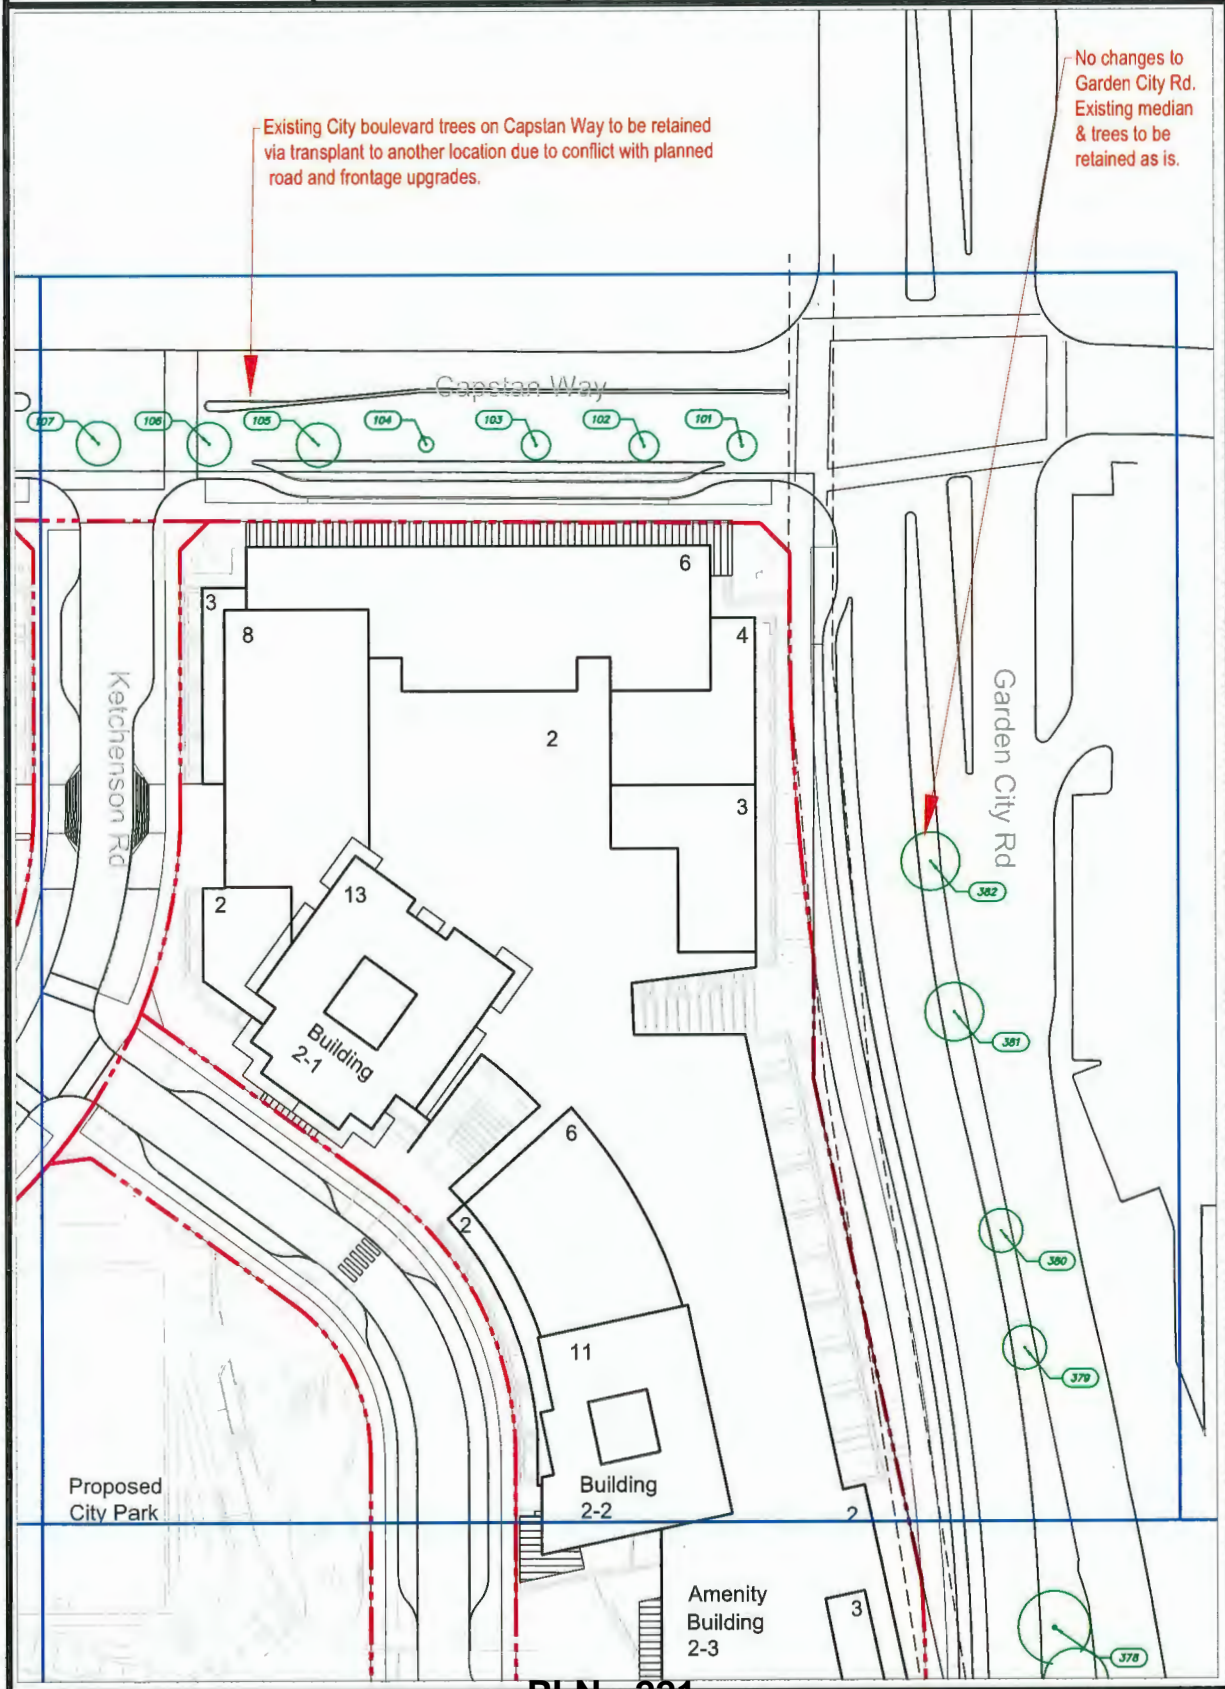 No changes to
Garden City Rd.
Existing median
& trees to be
retained as is.
Existing City boulevard trees on Capstan Way to be retained
via transplant to another location due to conflict with planned
road and frontage upgrades.
Capstan Way
107
106
105
104
103
102
101
6
3
8
4
Ketchenson Rd
Garden City Rd
2
3
382
2
13
381
Building
2-1
6
2
380
11
379
Proposed
City Park
Building
2-2
2
Amenity
Building
2-3
3
378